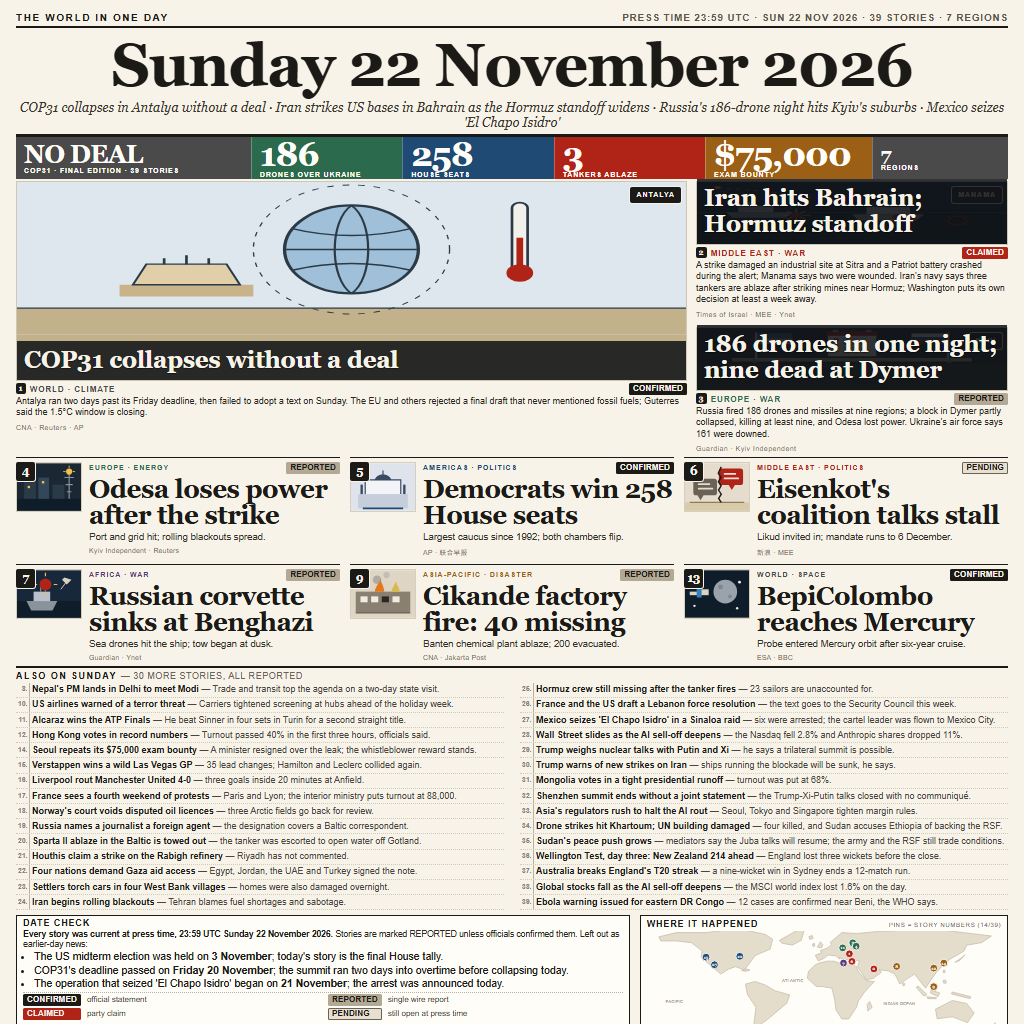 THE WORLD IN ONE DAY
PRESS TIME 23:59 UTC · SUN 22 NOV 2026 · 39 STORIES · 7 REGIONS
Sunday 22 November 2026
COP31 collapses in Antalya without a deal · Iran strikes US bases in Bahrain as the Hormuz standoff widens · Russia's 186-drone night hits Kyiv's suburbs · Mexico seizes
'El Chapo Isidro'
NO DEAL
COP31 · FINAL EDITION · 39 STORIES
186
DRONES OVER UKRAINE
258
HOUSE SEATS
3
TANKERS ABLAZE
$75,000
EXAM BOUNTY
7
REGIONS
ANTALYA
COP31 collapses without a deal
1 WORLD · CLIMATE
CONFIRMED
Antalya ran two days past its Friday deadline, then failed to adopt a text on Sunday. The EU and others rejected a final draft that never mentioned fossil fuels; Guterres
said the 1.5°C window is closing.
CNA · Reuters · AP
MANAMA
Iran hits Bahrain;
Hormuz standoff
2 MIDDLE EAST · WAR
CLAIMED
A strike damaged an industrial site at Sitra and a Patriot battery crashed
during the alert; Manama says two were wounded. Iran's navy says three
tankers are ablaze after striking mines near Hormuz; Washington puts its own
decision at least a week away.
Times of Israel · MEE · Ynet
186 drones in one night;
nine dead at Dymer
3 EUROPE · WAR
REPORTED
Russia fired 186 drones and missiles at nine regions; a block in Dymer partly
collapsed, killing at least nine, and Odesa lost power. Ukraine's air force says
161 were downed.
Guardian · Kyiv Independent
4
EUROPE · ENERGY
REPORTED
Odesa loses power
after the strike
Port and grid hit; rolling blackouts spread.
Kyiv Independent · Reuters
5
AMERICAS · POLITICS
CONFIRMED
Democrats win 258
House seats
Largest caucus since 1992; both chambers flip.
AP · 联合早报
6
MIDDLE EAST · POLITICS
PENDING
Eisenkot's
coalition talks stall
Likud invited in; mandate runs to 6 December.
新浪 · MEE
7
AFRICA · WAR
REPORTED
Russian corvette
sinks at Benghazi
Sea drones hit the ship; tow began at dusk.
Guardian · Ynet
9
ASIA-PACIFIC · DISASTER
REPORTED
Cikande factory
fire: 40 missing
Banten chemical plant ablaze; 200 evacuated.
CNA · Jakarta Post
13
WORLD · SPACE
CONFIRMED
BepiColombo
reaches Mercury
Probe entered Mercury orbit after six-year cruise.
ESA · BBC
ALSO ON SUNDAY — 30 MORE STORIES, ALL REPORTED
8. Nepal's PM lands in Delhi to meet Modi — Trade and transit top the agenda on a two-day state visit.
10. US airlines warned of a terror threat — Carriers tightened screening at hubs ahead of the holiday week.
11. Alcaraz wins the ATP Finals — He beat Sinner in four sets in Turin for a second straight title.
12. Hong Kong votes in record numbers — Turnout passed 40% in the first three hours, officials said.
14. Seoul repeats its $75,000 exam bounty — A minister resigned over the leak; the whistleblower reward stands.
15. Verstappen wins a wild Las Vegas GP — 35 lead changes; Hamilton and Leclerc collided again.
16. Liverpool rout Manchester United 4-0 — three goals inside 20 minutes at Anfield.
17. France sees a fourth weekend of protests — Paris and Lyon; the interior ministry puts turnout at 88,000.
18. Norway's court voids disputed oil licences — three Arctic fields go back for review.
19. Russia names a journalist a foreign agent — the designation covers a Baltic correspondent.
20. Sparta II ablaze in the Baltic is towed out — the tanker was escorted to open water off Gotland.
21. Houthis claim a strike on the Rabigh refinery — Riyadh has not commented.
22. Four nations demand Gaza aid access — Egypt, Jordan, the UAE and Turkey signed the note.
23. Settlers torch cars in four West Bank villages — homes were also damaged overnight.
24. Iran begins rolling blackouts — Tehran blames fuel shortages and sabotage.
25. Hormuz crew still missing after the tanker fires — 23 sailors are unaccounted for.
26. France and the US draft a Lebanon force resolution — the text goes to the Security Council this week.
27. Mexico seizes 'El Chapo Isidro' in a Sinaloa raid — six were arrested; the cartel leader was flown to Mexico City.
28. Wall Street slides as the AI sell-off deepens — the Nasdaq fell 2.8% and Anthropic shares dropped 11%.
29. Trump weighs nuclear talks with Putin and Xi — he says a trilateral summit is possible.
30. Trump warns of new strikes on Iran — ships running the blockade will be sunk, he says.
31. Mongolia votes in a tight presidential runoff — turnout was put at 68%.
32. Shenzhen summit ends without a joint statement — the Trump-Xi-Putin talks closed with no communiqué.
33. Asia's regulators rush to halt the AI rout — Seoul, Tokyo and Singapore tighten margin rules.
34. Drone strikes hit Khartoum; UN building damaged — four killed, and Sudan accuses Ethiopia of backing the RSF.
35. Sudan's peace push grows — mediators say the Juba talks will resume; the army and the RSF still trade conditions.
36. Wellington Test, day three: New Zealand 214 ahead — England lost three wickets before the close.
37. Australia breaks England's T20 streak — a nine-wicket win in Sydney ends a 12-match run.
38. Global stocks fall as the AI sell-off deepens — the MSCI world index lost 1.6% on the day.
39. Ebola warning issued for eastern DR Congo — 12 cases are confirmed near Beni, the WHO says.
DATE CHECK
Every story was current at press time, 23:59 UTC Sunday 22 November 2026. Stories are marked REPORTED unless officials confirmed them. Left out as
earlier-day news:
• The US midterm election was held on 3 November; today's story is the final House tally.
• COP31's deadline passed on Friday 20 November; the summit ran two days into overtime before collapsing today.
• The operation that seized 'El Chapo Isidro' began on 21 November; the arrest was announced today.
CONFIRMED official statement
REPORTED single wire report
CLAIMED party claim
PENDING still open at press time
WHERE IT HAPPENED
PINS = STORY NUMBERS (14/39)
ATLANTIC
PACIFIC
INDIAN OCEAN